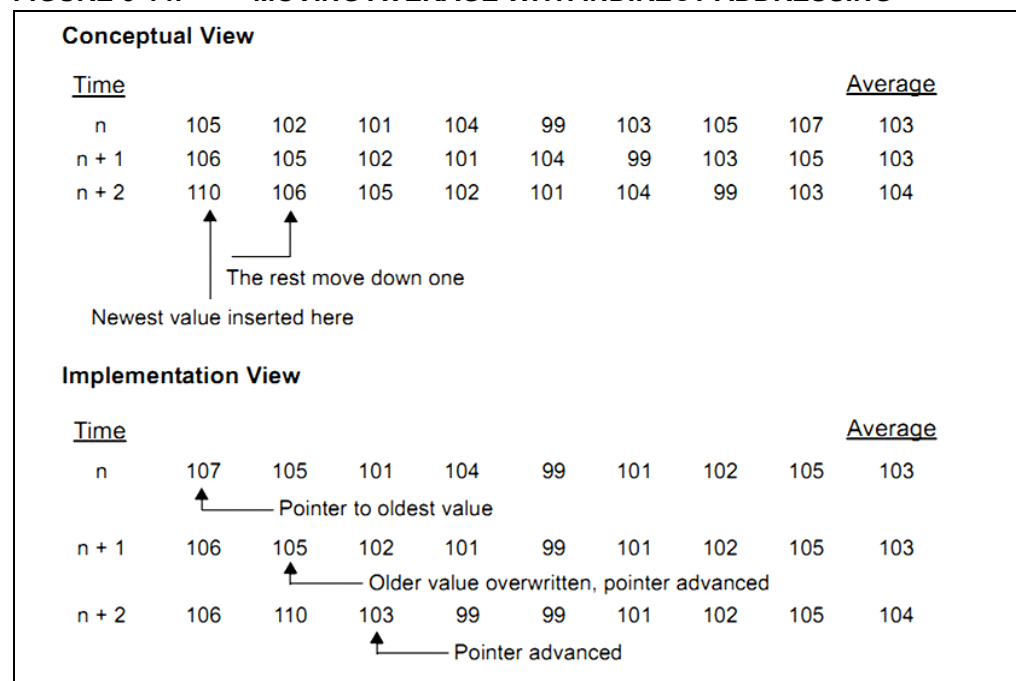 Conceptual View
Time Average
n 105 102 101 104 99 103 105 107 103
n + 1 106 105 102 101 104 99 103 105 103
n + 2 110 106 105 102 101 104 99 103 104
The rest move down one
Newest value inserted here
Implementation View
Time Average
n 107 105 101 104 99 101 102 105 103
Pointer to oldest value
n + 1 106 105 102 101 99 101 102 105 103
Older value overwritten, pointer advanced
n + 2 106 110 103 99 99 101 102 105 104
Pointer advanced